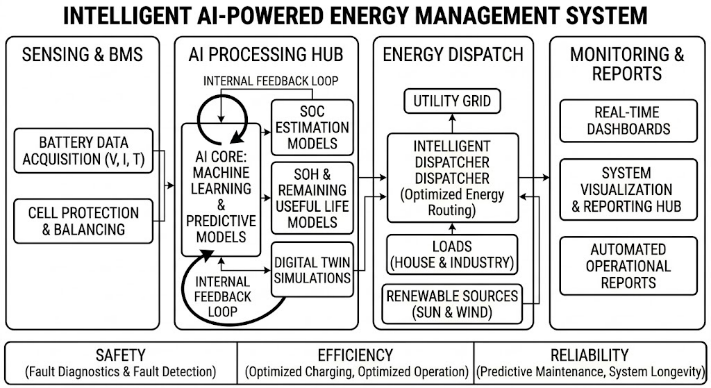 INTELLIGENT AI-POWERED ENERGY MANAGEMENT SYSTEM
SENSING & BMS
BATTERY DATA
ACQUISITION (V, I, T)
CELL PROTECTION
& BALANCING
AI PROCESSING HUB
INTERNAL FEEDBACK LOOP
AI CORE:
MACHINE
LEARNING
&
PREDICTIVE
MODELS
SOC
ESTIMATION
MODELS
SOH &
REMAINING
USEFUL LIFE
MODELS
DIGITAL TWIN
SIMULATIONS
INTERNAL
FEEDBACK
LOOP
ENERGY DISPATCH
UTILITY GRID
INTELLIGENT
DISPATCHER
DISPATCHER
(Optimized Energy
Routing)
LOADS
(HOUSE & INDUSTRY)
RENEWABLE SOURCES
(SUN & WIND)
MONITORING &
REPORTS
REAL-TIME
DASHBOARDS
SYSTEM
VISUALIZATION
& REPORTING HUB
AUTOMATED
OPERATIONAL
REPORTS
SAFETY
(Fault Diagnostics & Fault Detection)
EFFICIENCY
(Optimized Charging, Optimized Operation)
RELIABILITY
(Predictive Maintenance, System Longevity)